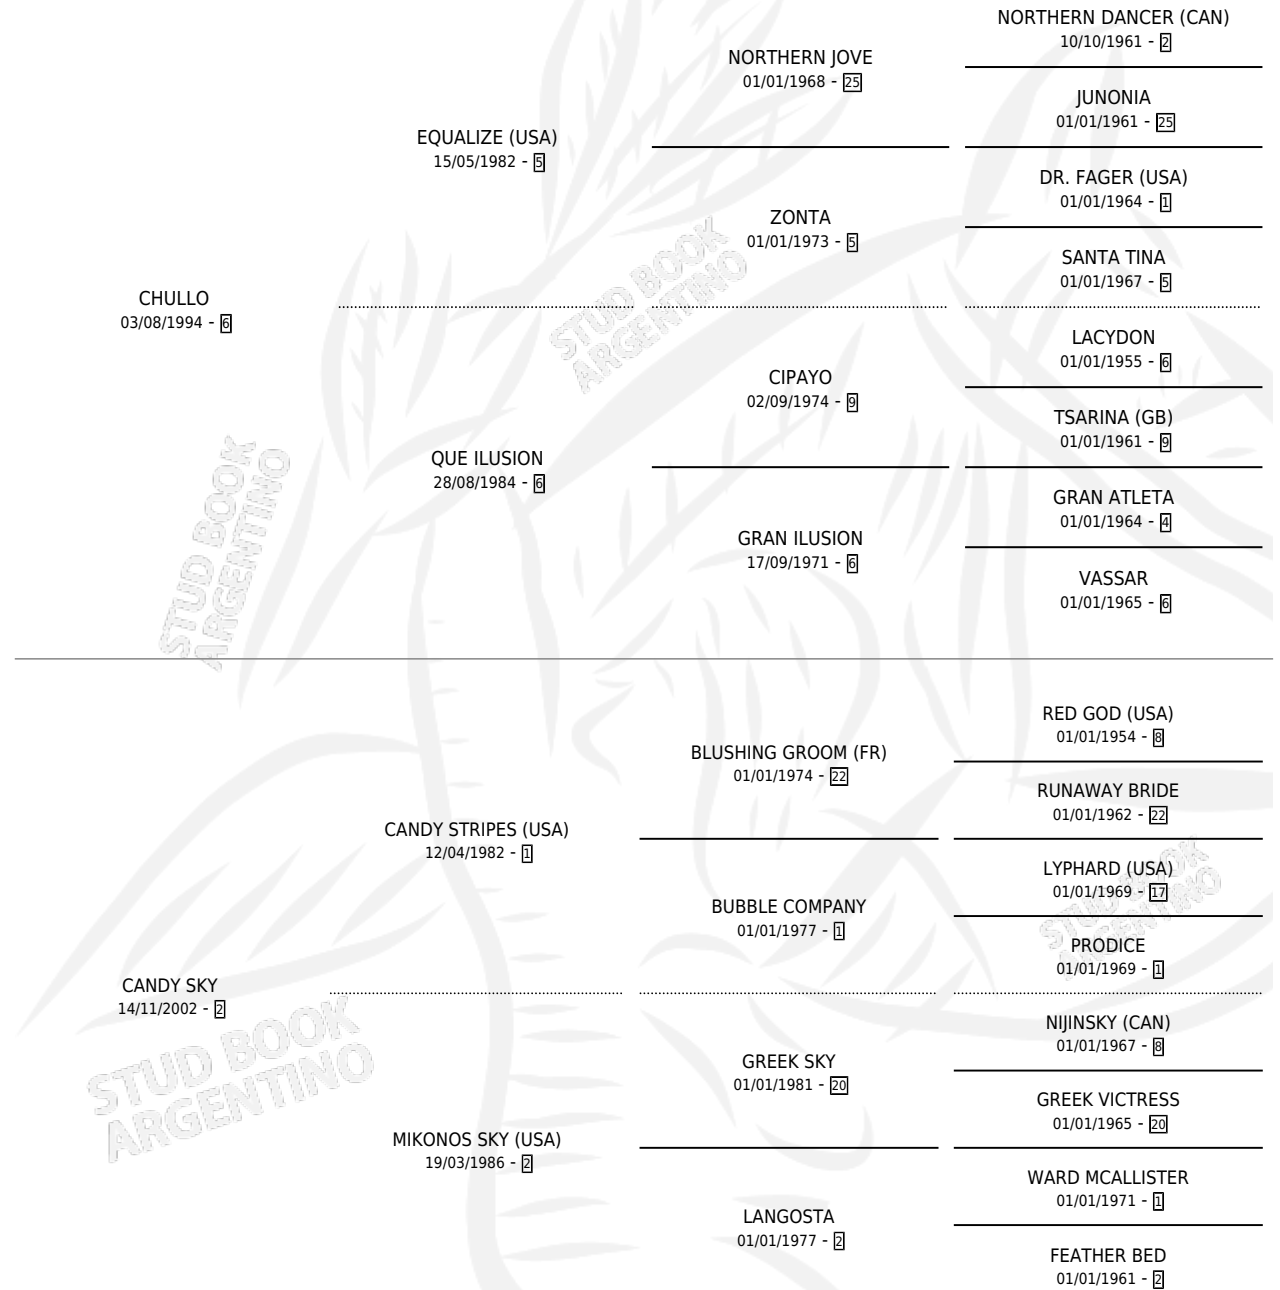 NORTHERN DANCER (CAN)
10/10/1961 - 2
NORTHERN JOVE
01/01/1968 - 25
JUNONIA
01/01/1961 - 25
EQUALIZE (USA)
15/05/1982 - 5
DR. FAGER (USA)
01/01/1964 - 1
ZONTA
01/01/1973 - 5
SANTA TINA
01/01/1967 - 5
CHULLO
03/08/1994 - 6
LACYDON
01/01/1955 - 6
CIPAYO
02/09/1974 - 9
TSARINA (GB)
01/01/1961 - 9
QUE ILUSION
28/08/1984 - 6
GRAN ATLETA
01/01/1964 - 4
GRAN ILUSION
17/09/1971 - 6
VASSAR
01/01/1965 - 6
RED GOD (USA)
01/01/1954 - 8
BLUSHING GROOM (FR)
01/01/1974 - 22
RUNAWAY BRIDE
01/01/1962 - 22
CANDY STRIPES (USA)
12/04/1982 - 1
LYPHARD (USA)
01/01/1969 - 17
BUBBLE COMPANY
01/01/1977 - 1
PRODICE
01/01/1969 - 1
CANDY SKY
14/11/2002 - 2
NIJINSKY (CAN)
01/01/1967 - 8
GREEK SKY
01/01/1981 - 20
GREEK VICTRESS
01/01/1965 - 20
MIKONOS SKY (USA)
19/03/1986 - 2
WARD MCALLISTER
01/01/1971 - 1
LANGOSTA
01/01/1977 - 2
FEATHER BED
01/01/1961 - 2
STUD BOOK
ARGENTINO
STUD BOOK
ARGENTINO
STUD BOOK
ARGENTINO
STUD BOOK
ARGENTINO